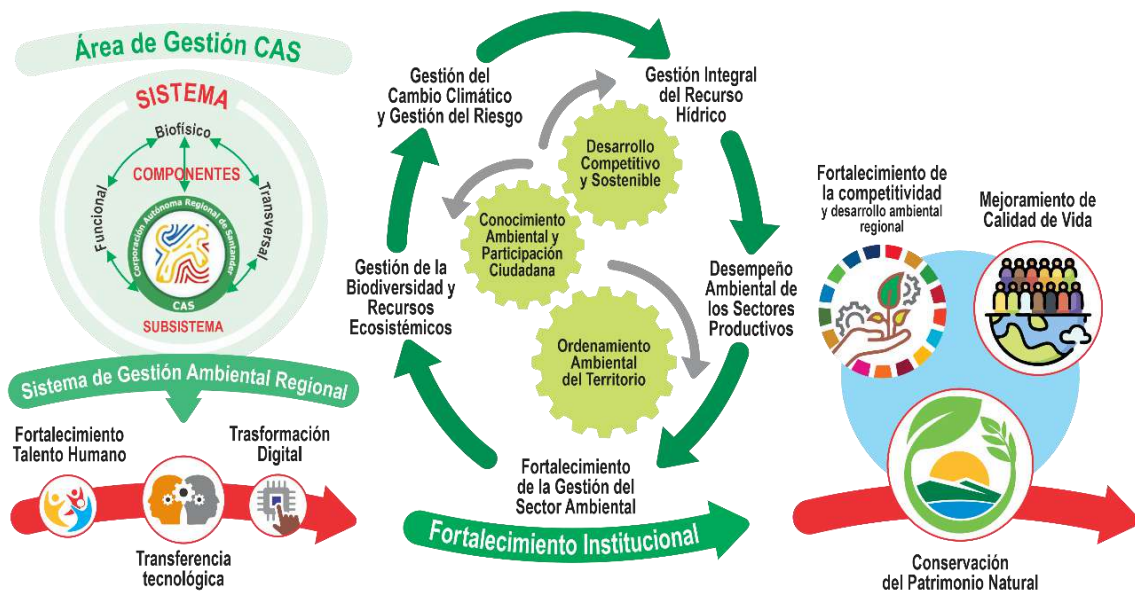 Área de Gestión CAS
SISTEMA
Biofísico
COMPONENTES
Funcional
Transversal
Corporación Autónoma Regional de Santander
CAS
SUBSISTEMA
Sistema de Gestión Ambiental Regional
Fortalecimiento
Talento Humano
Trasformación
Digital
Transferencia
tecnológica
Gestión del
Cambio Climático
y Gestión del Riesgo
Gestión Integral
del Recurso
Hídrico
Desarrollo
Competitivo
y Sostenible
Conocimiento
Ambiental y
Participación
Ciudadana
Gestión de la
Biodiversidad y
Recursos
Ecosistémicos
Desempeño
Ambiental de
los Sectores
Productivos
Ordenamiento
Ambiental
del Territorio
Fortalecimiento
de la Gestión del
Sector Ambiental
Fortalecimiento Institucional
Fortalecimiento de
la competitividad
y desarrollo ambiental
regional
Mejoramiento de
Calidad de Vida
Conservación
del Patrimonio Natural